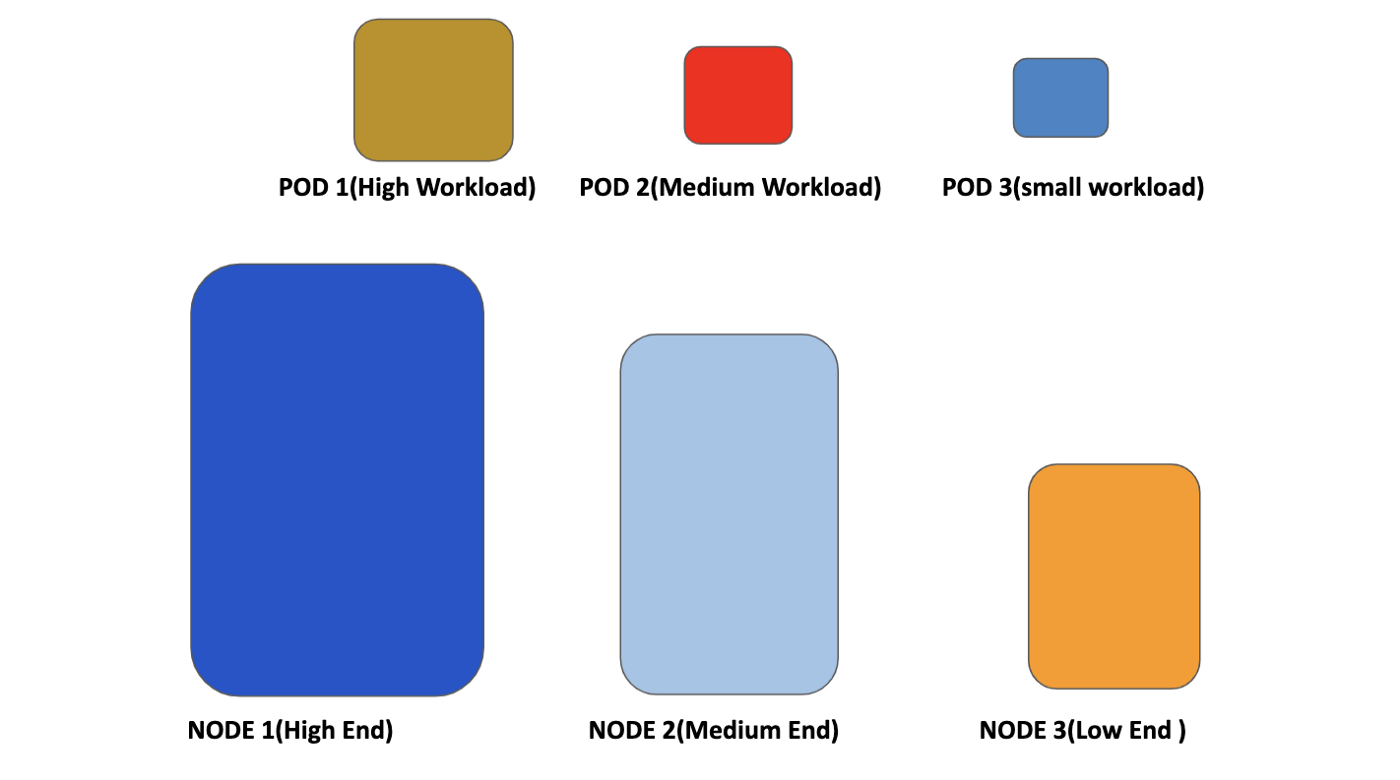 POD 1(High Workload)
POD 2(Medium Workload)
POD 3(small workload)
NODE 1(High End)
NODE 2(Medium End)
NODE 3(Low End )